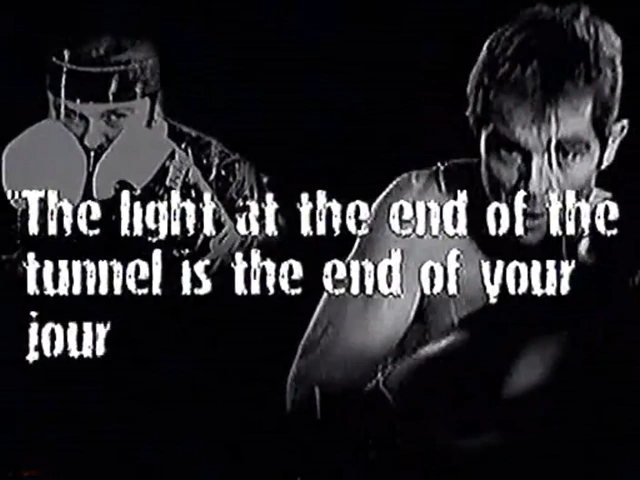 "The light at the end of the
tunnel is the end of your
jour